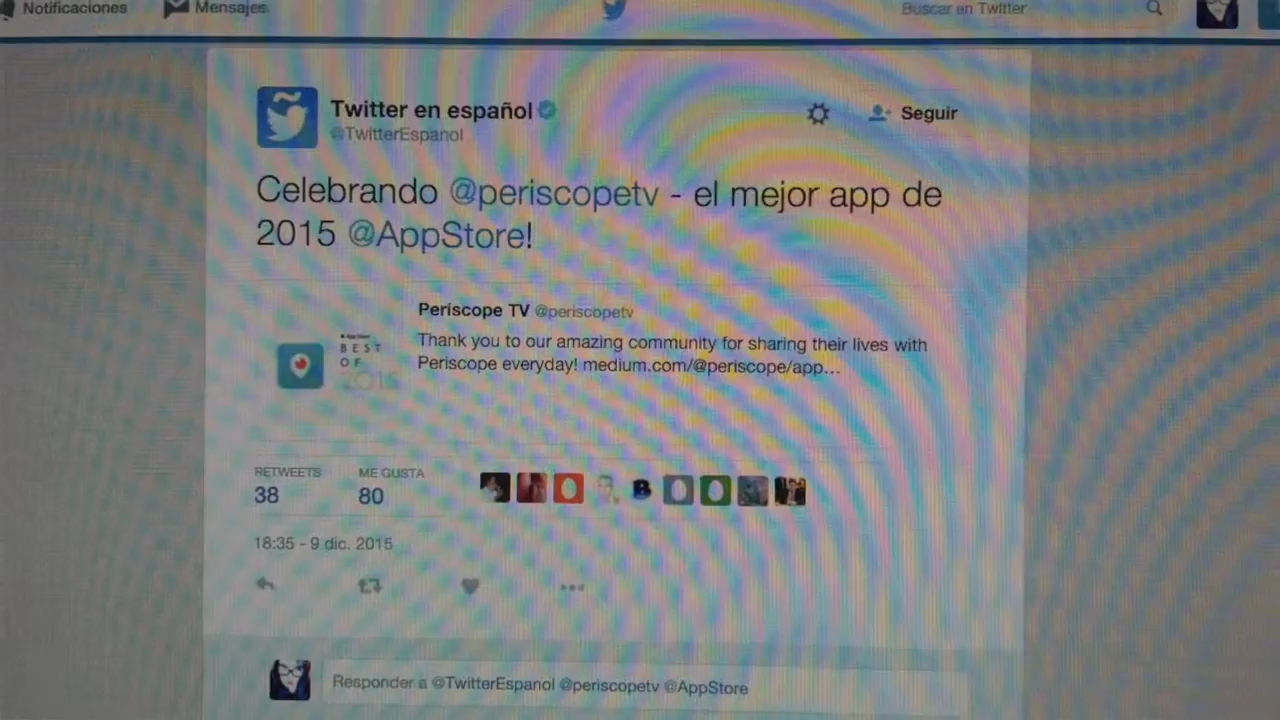 Notificaciones
Mensajes
Buscar en Twitter
Twitter en español
@TwitterEspanol
Seguir
Celebrando @periscopetv - el mejor app de
2015 @AppStore!
Periscope TV @periscopetv
BEST
OF
2015
Thank you to our amazing community for sharing their lives with
Periscope everyday! medium.com/@periscope/app...
RETWEETS
38
ME GUSTA
80
B
18:35 - 9 dic. 2015
Responder a @TwitterEspanol @periscopetv @AppStore